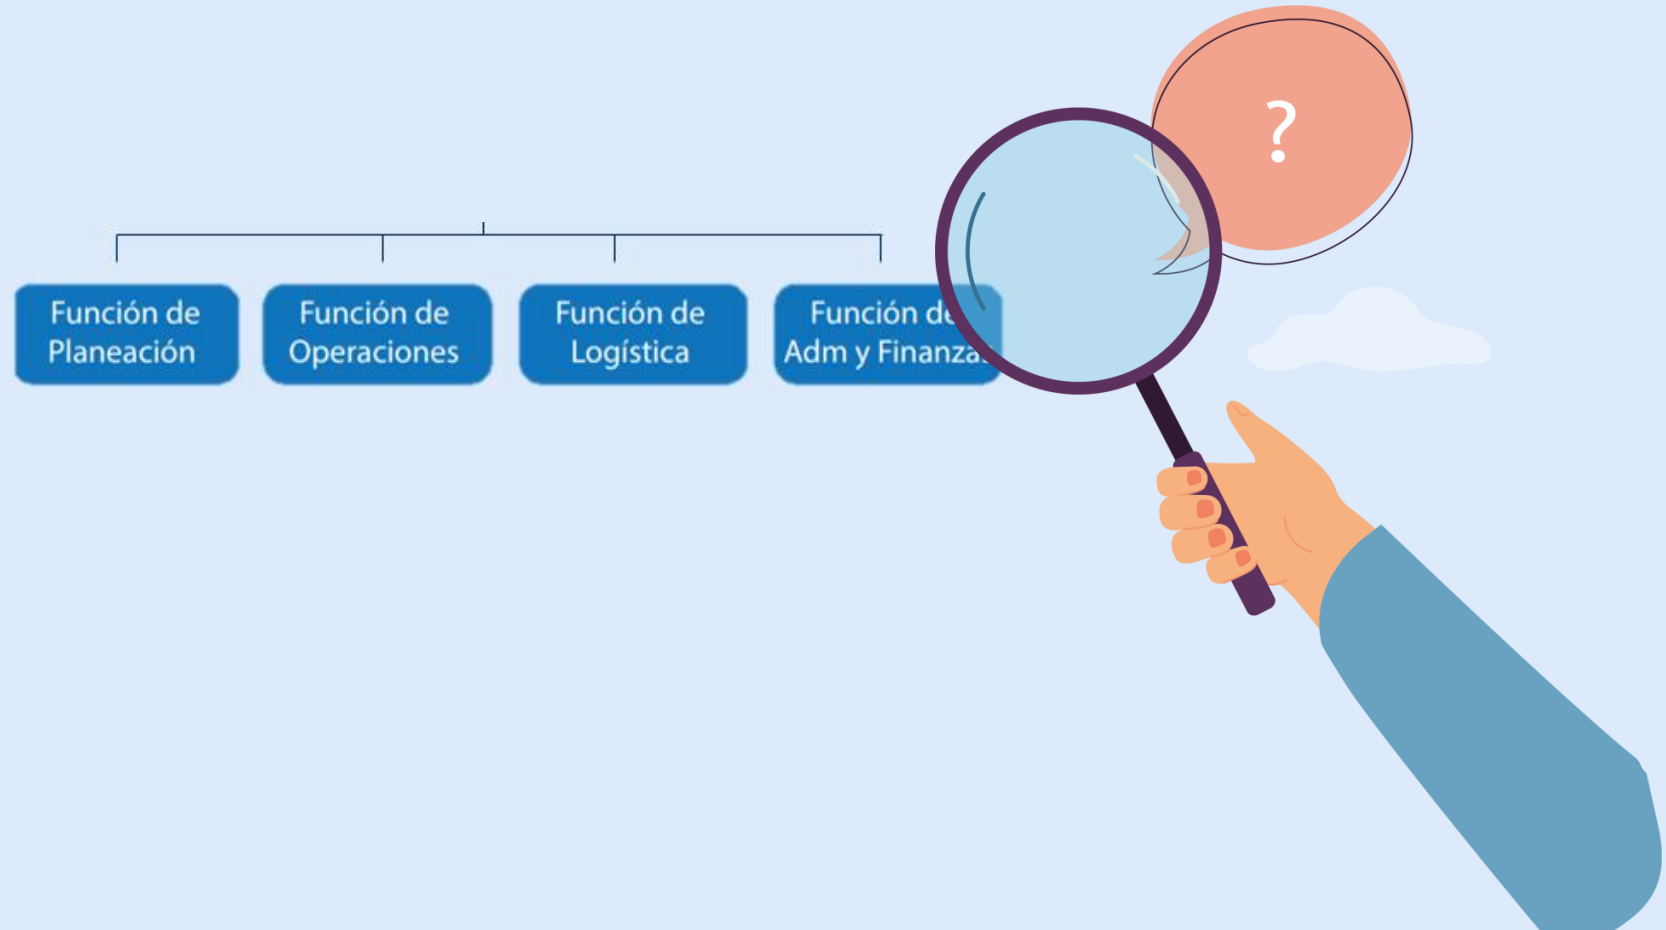 ?
Función de
Planeación
Función de
Operaciones
Función de
Logística
Función de
Adm y Finanzas